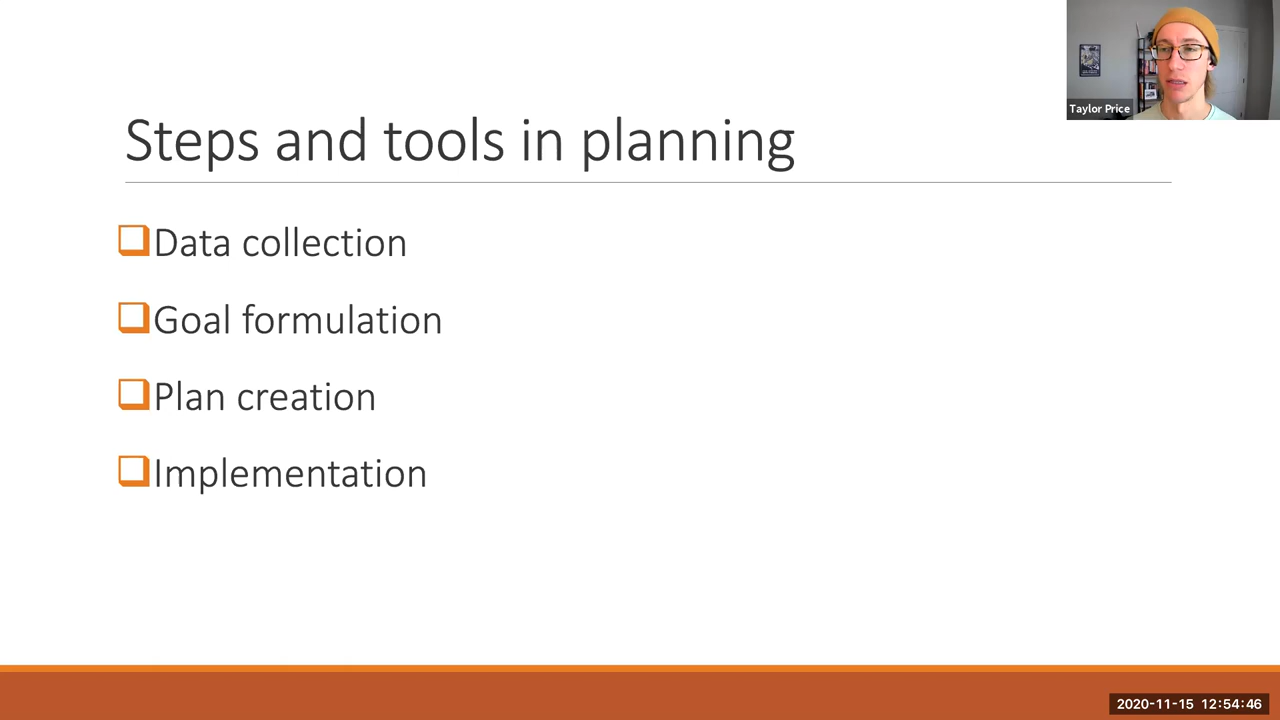 Taylor Price
Steps and tools in planning
Data collection
Goal formulation
Plan creation
Implementation
2020-11-15 12:54:46